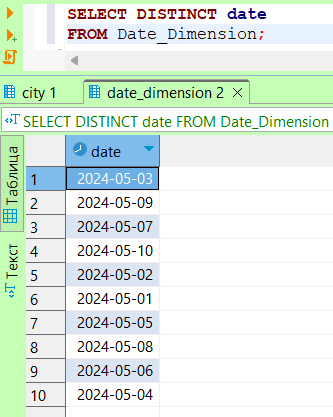 SELECT DISTINCT date
FROM Date_Dimension;
city 1
date_dimension 2
SELECT DISTINCT date FROM Date_Dimension
Таблица
Текст
date
1 2024-05-03
2 2024-05-09
3 2024-05-07
4 2024-05-10
5 2024-05-02
6 2024-05-01
7 2024-05-05
8 2024-05-08
9 2024-05-06
10 2024-05-04